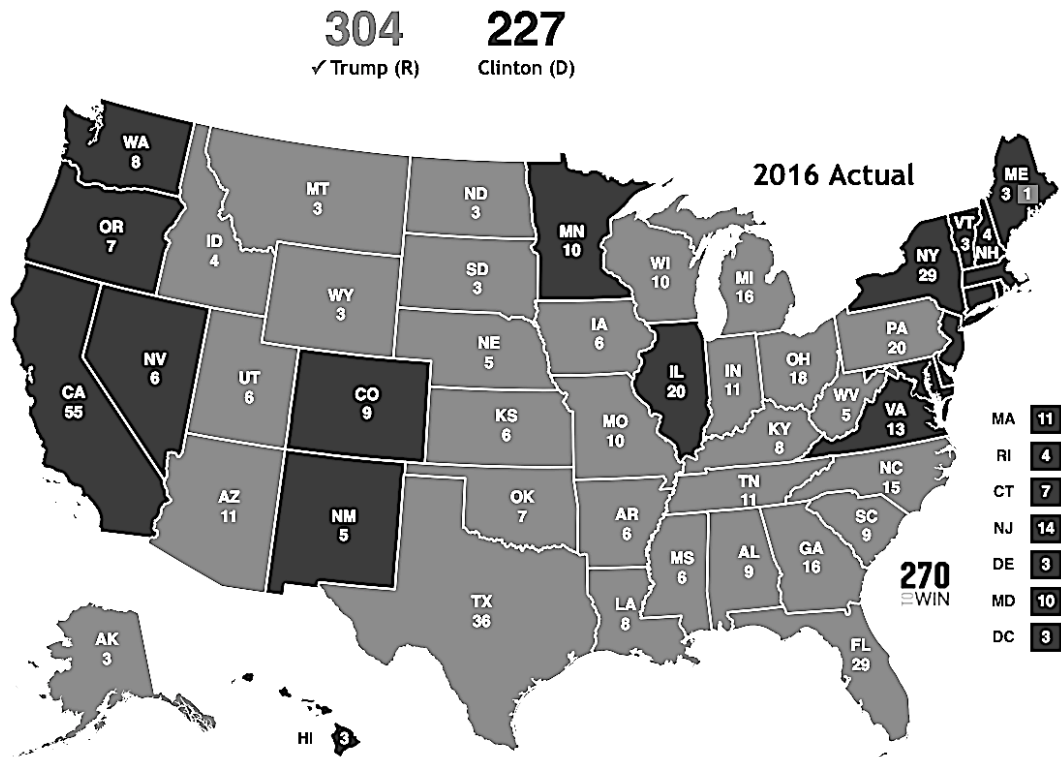 304 227
✓ Trump (R) Clinton (D)
2016 Actual
WA
8
OR
7
CA
55
NV
6
ID
4
MT
3
WY
3
UT
6
AZ
11
CO
9
NM
5
ND
3
SD
3
NE
5
KS
6
OK
7
TX
36
MN
10
IA
6
MO
10
AR
6
LA
8
WI
10
IL
20
MI
16
IN
11
OH
18
KY
8
TN
11
MS
6
AL
9
GA
16
FL
29
SC
9
NC
15
VA
13
WV
5
PA
20
NY
29
VT
3
4
NH
ME
3 1
MA 11
RI 4
CT 7
NJ 14
DE 3
MD 10
DC 3
270
TO WIN
AK
3
HI 3